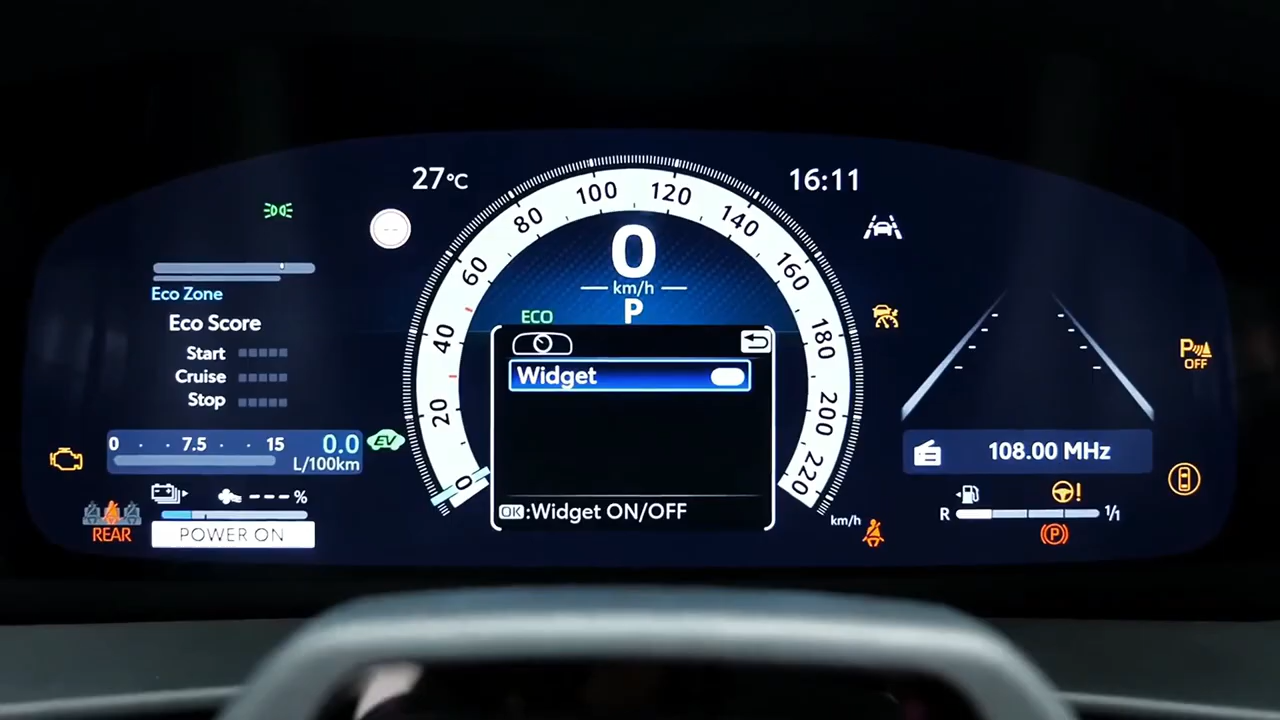 27°C
16:11
Eco Zone
Eco Score
Start
Cruise
Stop
0 · · 7.5 · · 15 0.0
L/100km
EV
--- %
REAR
POWER ON
--
0
20
40
60
80
100
120
140
160
180
200
220
km/h
0
km/h
P
ECO
Widget
OK:Widget ON/OFF
108.00 MHz
R 1/1
P
P
OFF